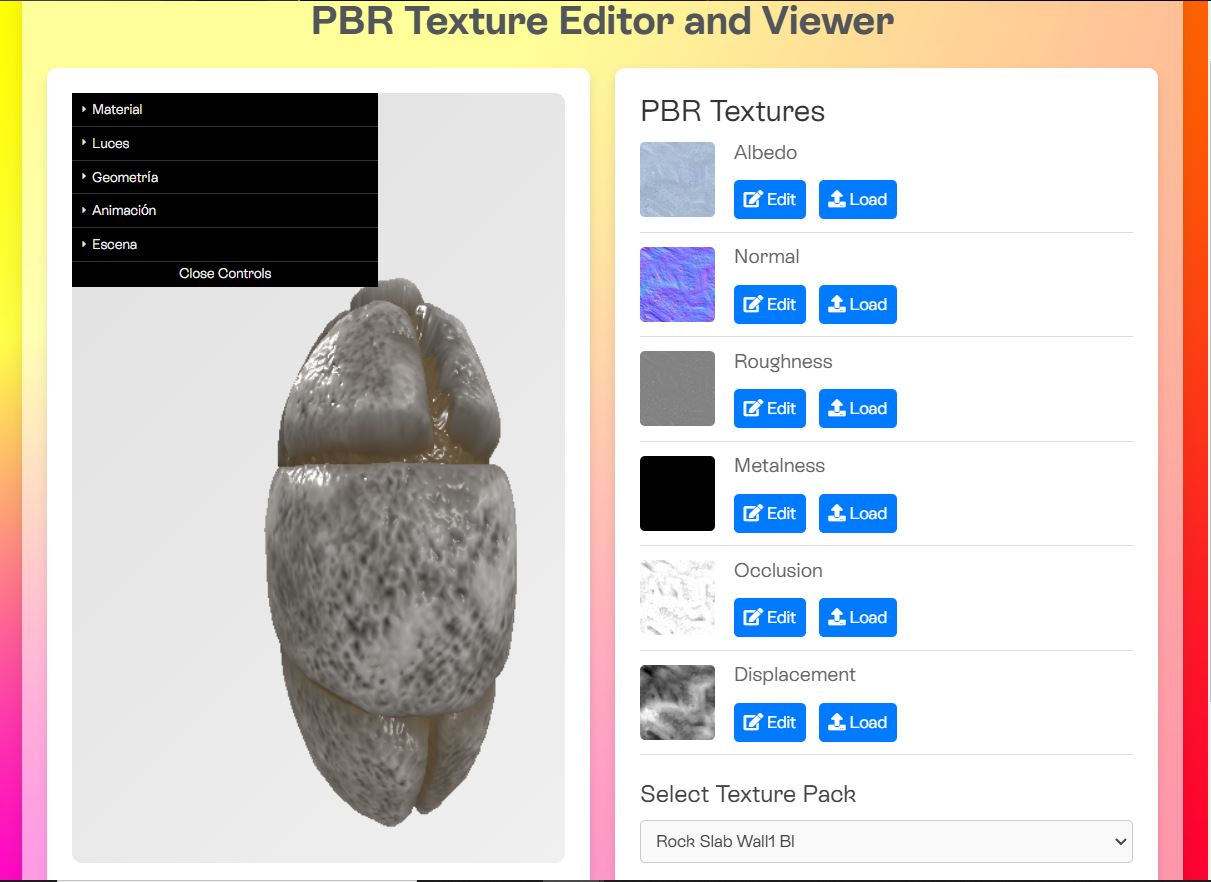 PBR Texture Editor and Viewer
Material
Luces
Geometría
Animación
Escena
Close Controls
PBR Textures
Albedo
Edit Load
Normal
Edit Load
Roughness
Edit Load
Metalness
Edit Load
Occlusion
Edit Load
Displacement
Edit Load
Select Texture Pack
Rock Slab Wall1 Bl